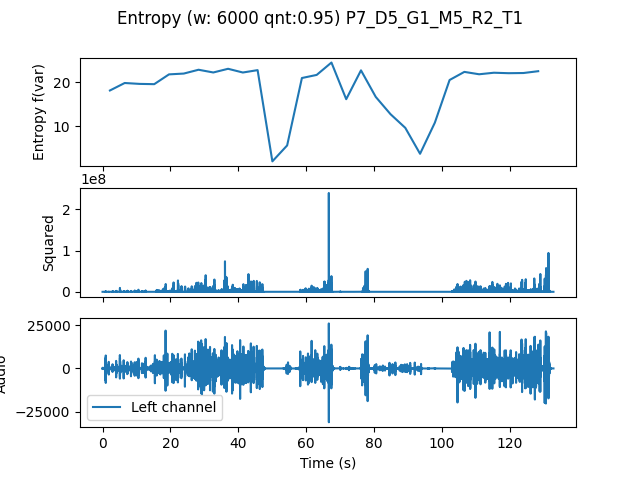 Entropy (w: 6000 qnt:0.95) P7_D5_G1_M5_R2_T1
Entropy f(var)
20
10
1e8
Squared
2
1
0
Audio
25000
0
−25000
Left channel
0 20 40 60 80 100 120
Time (s)